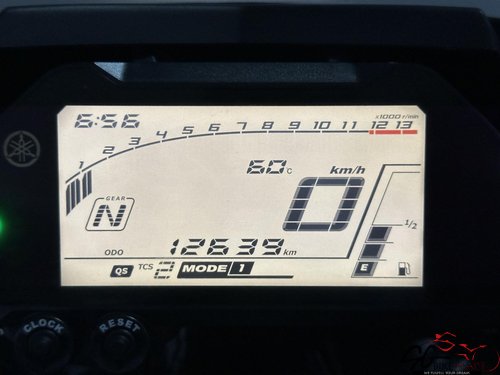 6:56
x1000 r/min
1 2 3 4 5 6 7 8 9 10 11 12 13
60c
km/h
GEAR
N
0
1/2
ODO 12639 km
QS TCS 2 MODE 1
E
CLOCK RESET